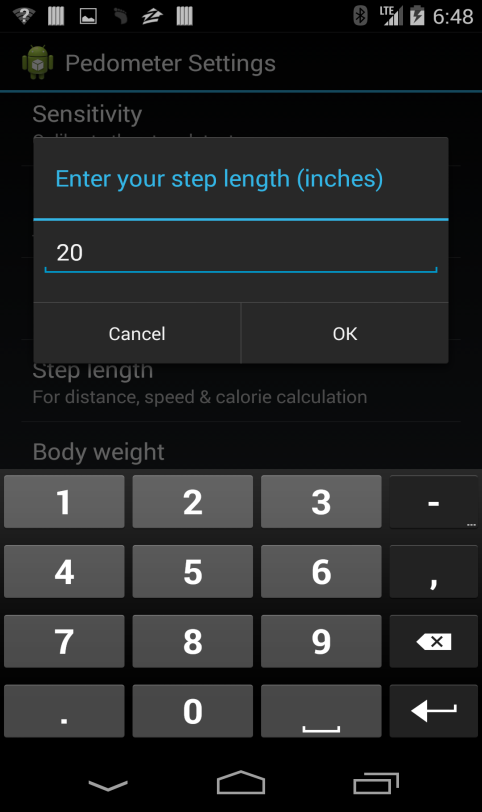 LTE 6:48
Pedometer Settings
Sensitivity
Enter your step length (inches)
20
Cancel OK
Step length
For distance, speed & calorie calculation
Body weight
1 2 3 -
...
4 5 6 ,
7 8 9
. 0